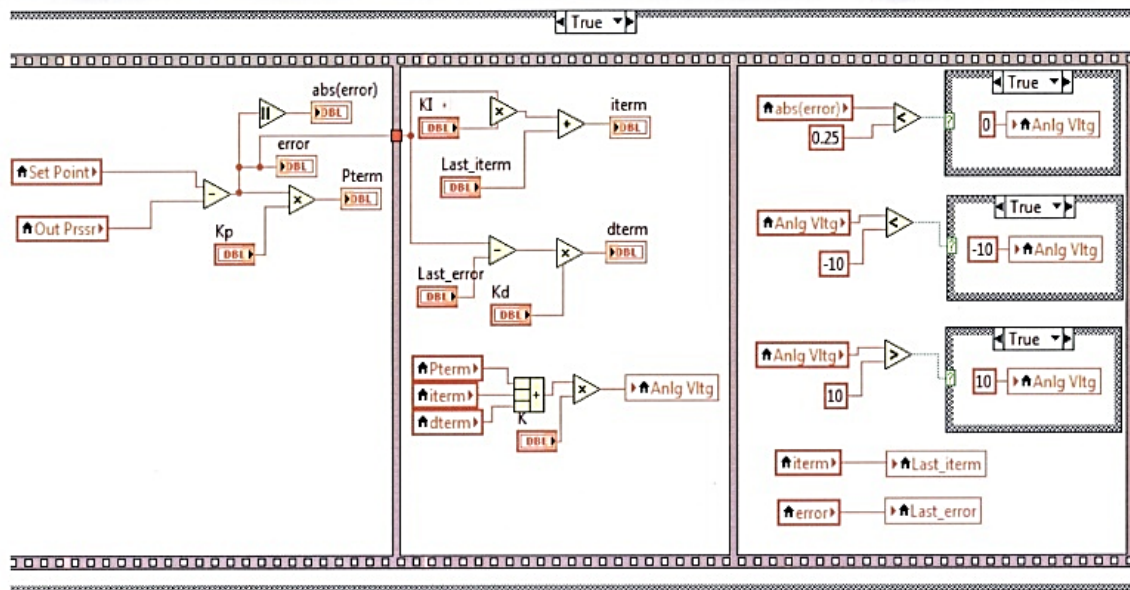 True
abs(error)
DBL
error
DBL
Set Point
Pterm
DBL
Out Prssr
Kp
DBL
KI
DBL
iterm
DBL
Last_iterm
DBL
dterm
DBL
Last_error
DBL
Kd
DBL
Pterm
iterm
dterm
K
DBL
Anlg Vltg
True
abs(error)
0.25
0
Anlg Vltg
True
Anlg Vltg
-10
-10
Anlg Vltg
True
Anlg Vltg
10
10
Anlg Vltg
iterm
Last_iterm
error
Last_error